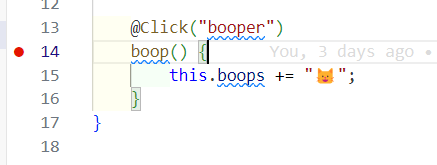 12
13 @Click("booper")
14 boop() { You, 3 days ago •
15 this.boops += "😺";
16 }
17 }
18